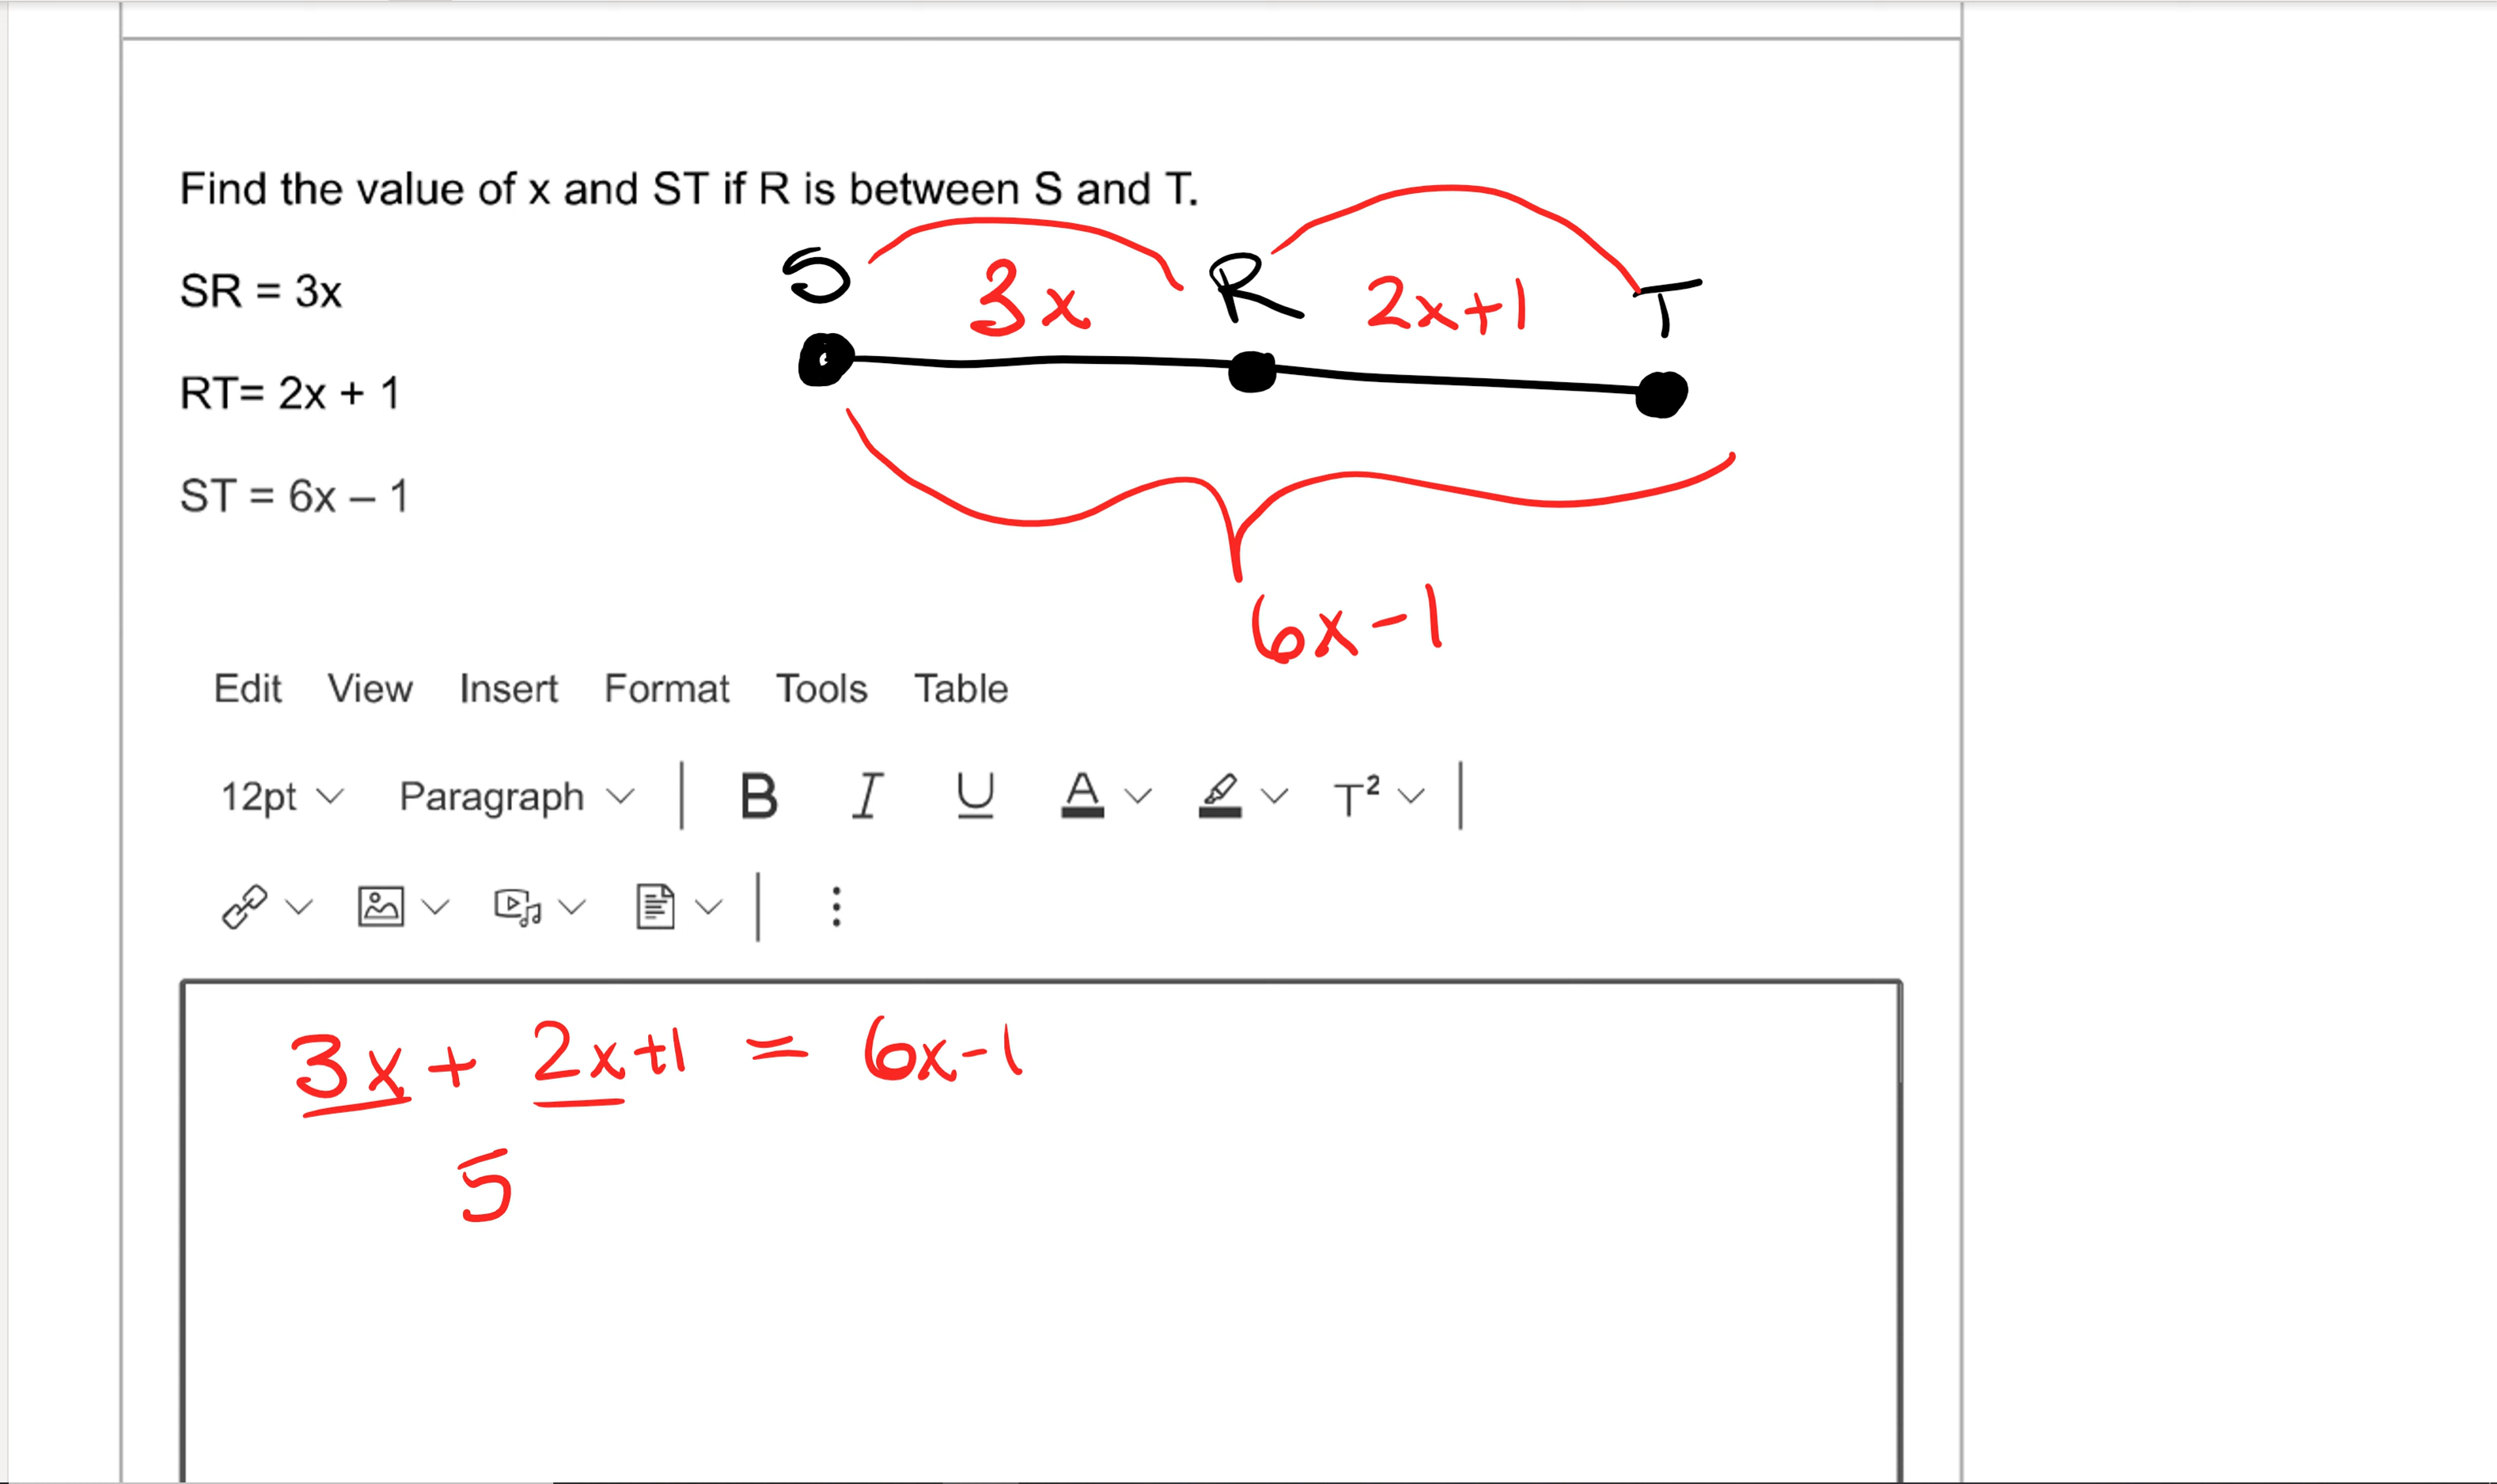 Find the value of x and ST if R is between S and T.
S R T
SR = 3x
3x 2x+1
RT= 2x + 1
ST = 6x – 1
6x-1
Edit View Insert Format Tools Table
12pt Paragraph B I U A T²
3x + 2x+1 = 6x-1
5